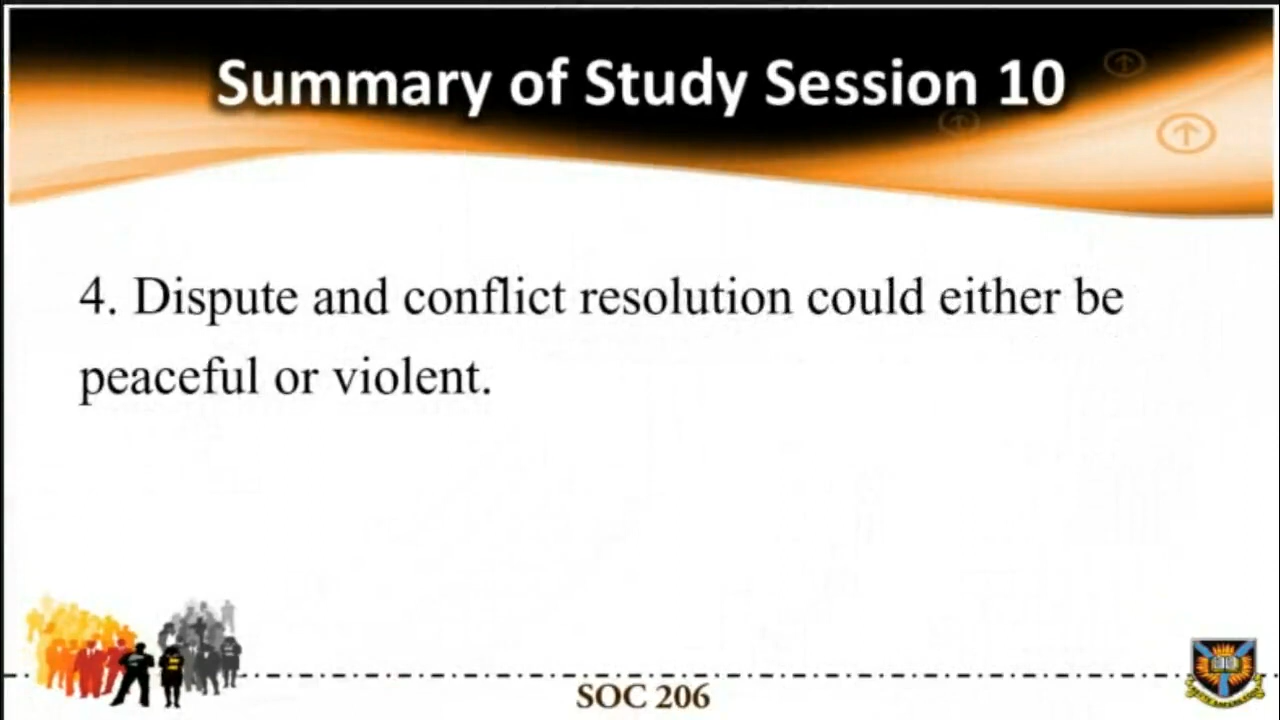 Summary of Study Session 10
4. Dispute and conflict resolution could either be
peaceful or violent.
SOC 206